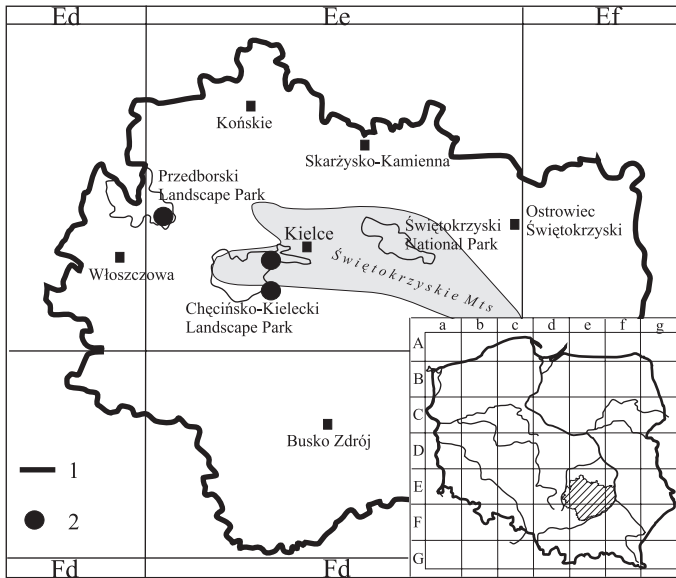 Ed Ee Ef
Końskie
Skarżysko-Kamienna
Przedborski
Landscape Park
Świętokrzyski
National Park
Ostrowiec
Świętokrzyski
Kielce
Włoszczowa
Świętokrzyskie Mts
Chęcińsko-Kielecki
Landscape Park
Busko Zdrój
1
2
Fd Fd
a b c d e f g
A
B
C
D
E
F
G